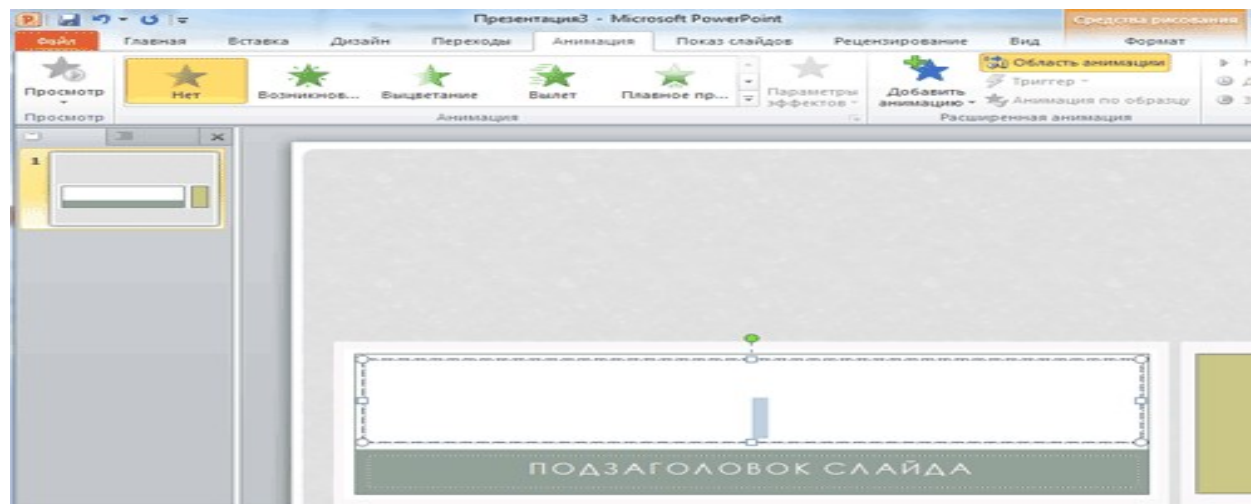 Презентация3 - Microsoft PowerPoint
Средства рисования
Файл Главная Вставка Дизайн Переходы Анимация Показ слайдов Рецензирование Вид Формат
Просмотр Нет Возникнов... Выцветание Вылет Плавное пр... Параметры эффектов Добавить анимацию Область анимации
Триггер
Анимация по образцу
Просмотр Анимация Расширенная анимация
1
ПОДЗАГОЛОВОК СЛАЙДА